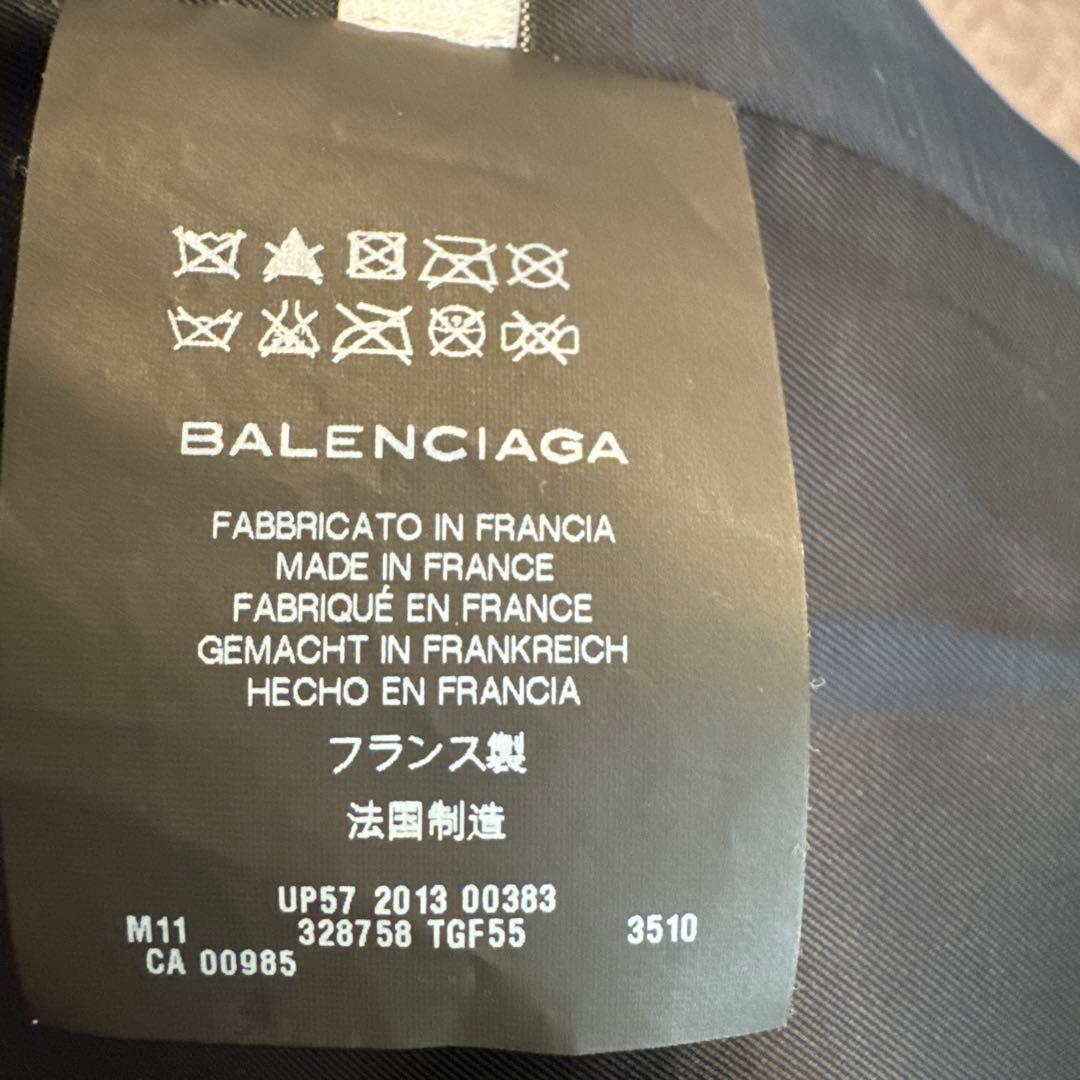 BALENCIAGA
FABBRICATO IN FRANCIA
MADE IN FRANCE
FABRIQUÉ EN FRANCE
GEMACHT IN FRANKREICH
HECHO EN FRANCIA
フランス製
法国制造
UP57 2013 00383
M11 328758 TGF55 3510
CA 00985